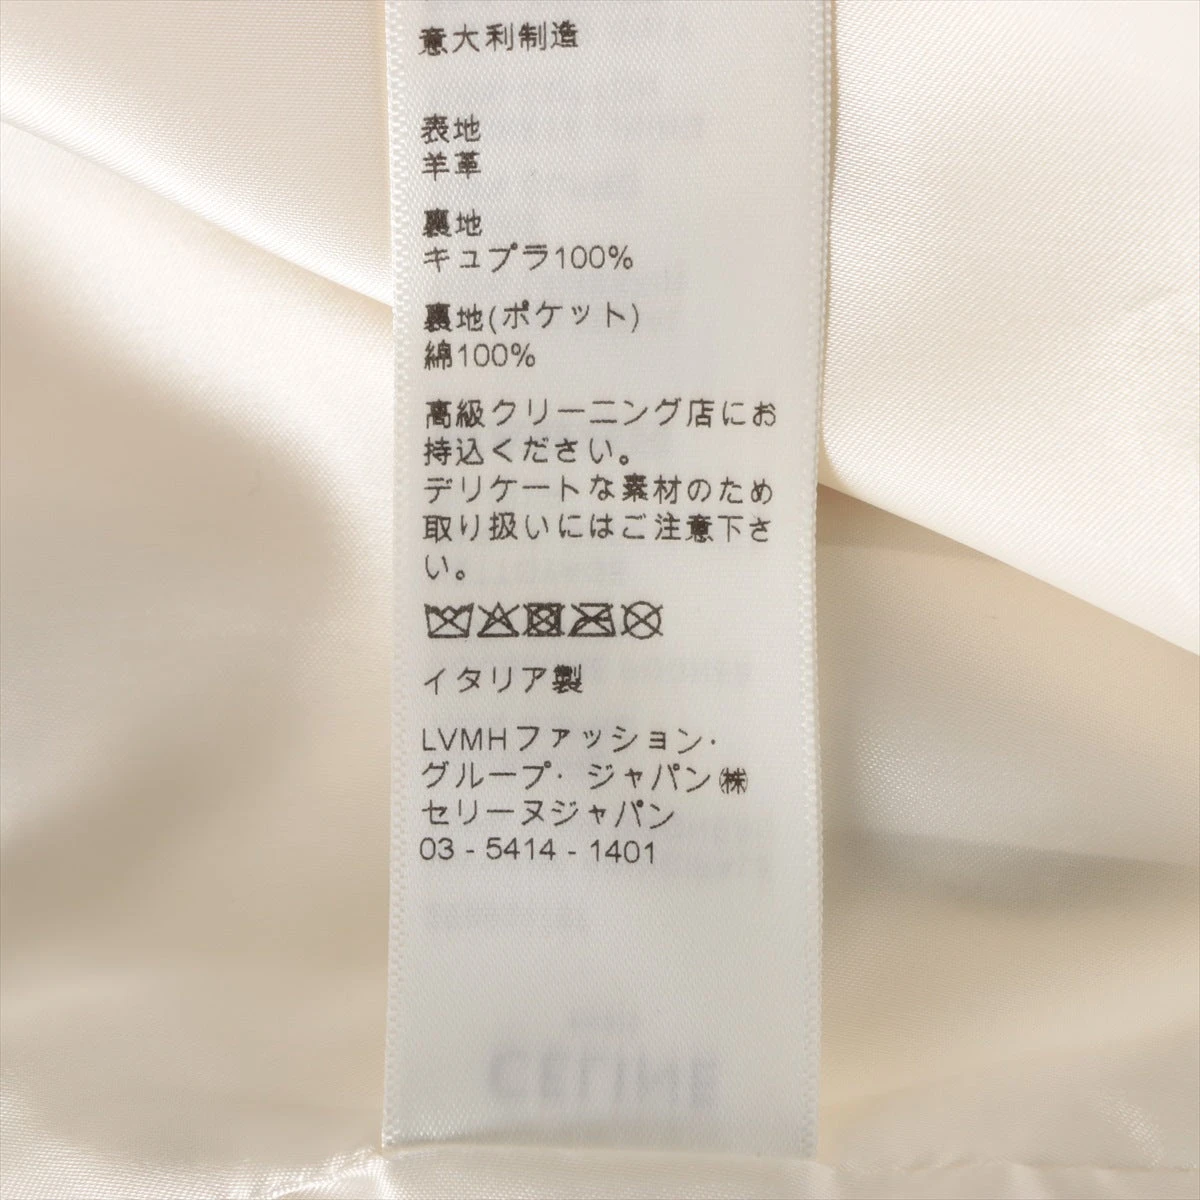 意大利制造
表地
羊革
裏地
キュプラ100%
裏地(ポケット)
綿100%
高級クリーニング店にお
持込ください。
デリケートな素材のため
取り扱いにはご注意下さ
い。
イタリア製
LVMHファッション·
グループ· ジャパン㈱
セリーヌジャパン
03 - 5414 - 1401
CELINE